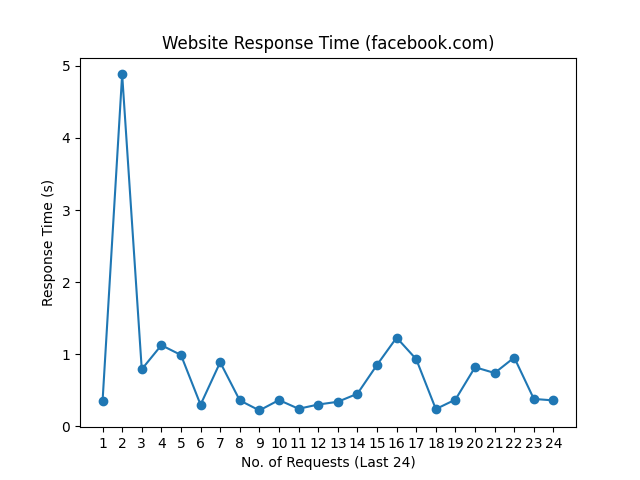 Website Response Time (facebook.com)
5
4
3
2
1
0
Response Time (s)
1 2 3 4 5 6 7 8 9 10 11 12 13 14 15 16 17 18 19 20 21 22 23 24
No. of Requests (Last 24)